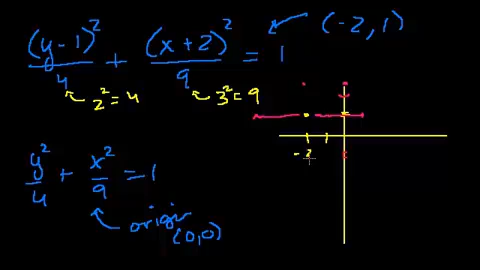 (y-1)²/4 + (x+2)²/9 = 1
(-2,1)
2² = 4
3² = 9
-2
y²/4 + x²/9 = 1
origin
(0,0)